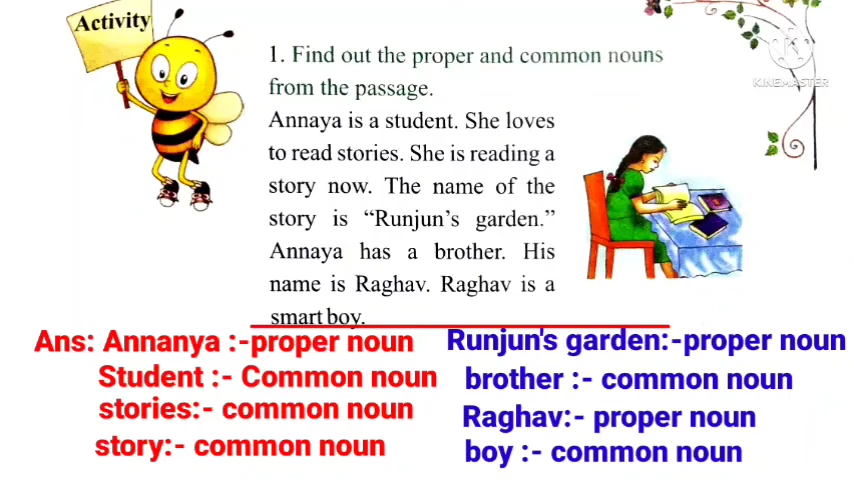 Activity
1. Find out the proper and common nouns
from the passage.
Annaya is a student. She loves
to read stories. She is reading a
story now. The name of the
story is “Runjun’s garden.”
Annaya has a brother. His
name is Raghav. Raghav is a
smart boy.
KINEMASTER
Ans: Annanya :-proper noun
Student :- Common noun
stories:- common noun
story:- common noun
Runjun's garden:-proper noun
brother :- common noun
Raghav:- proper noun
boy :- common noun